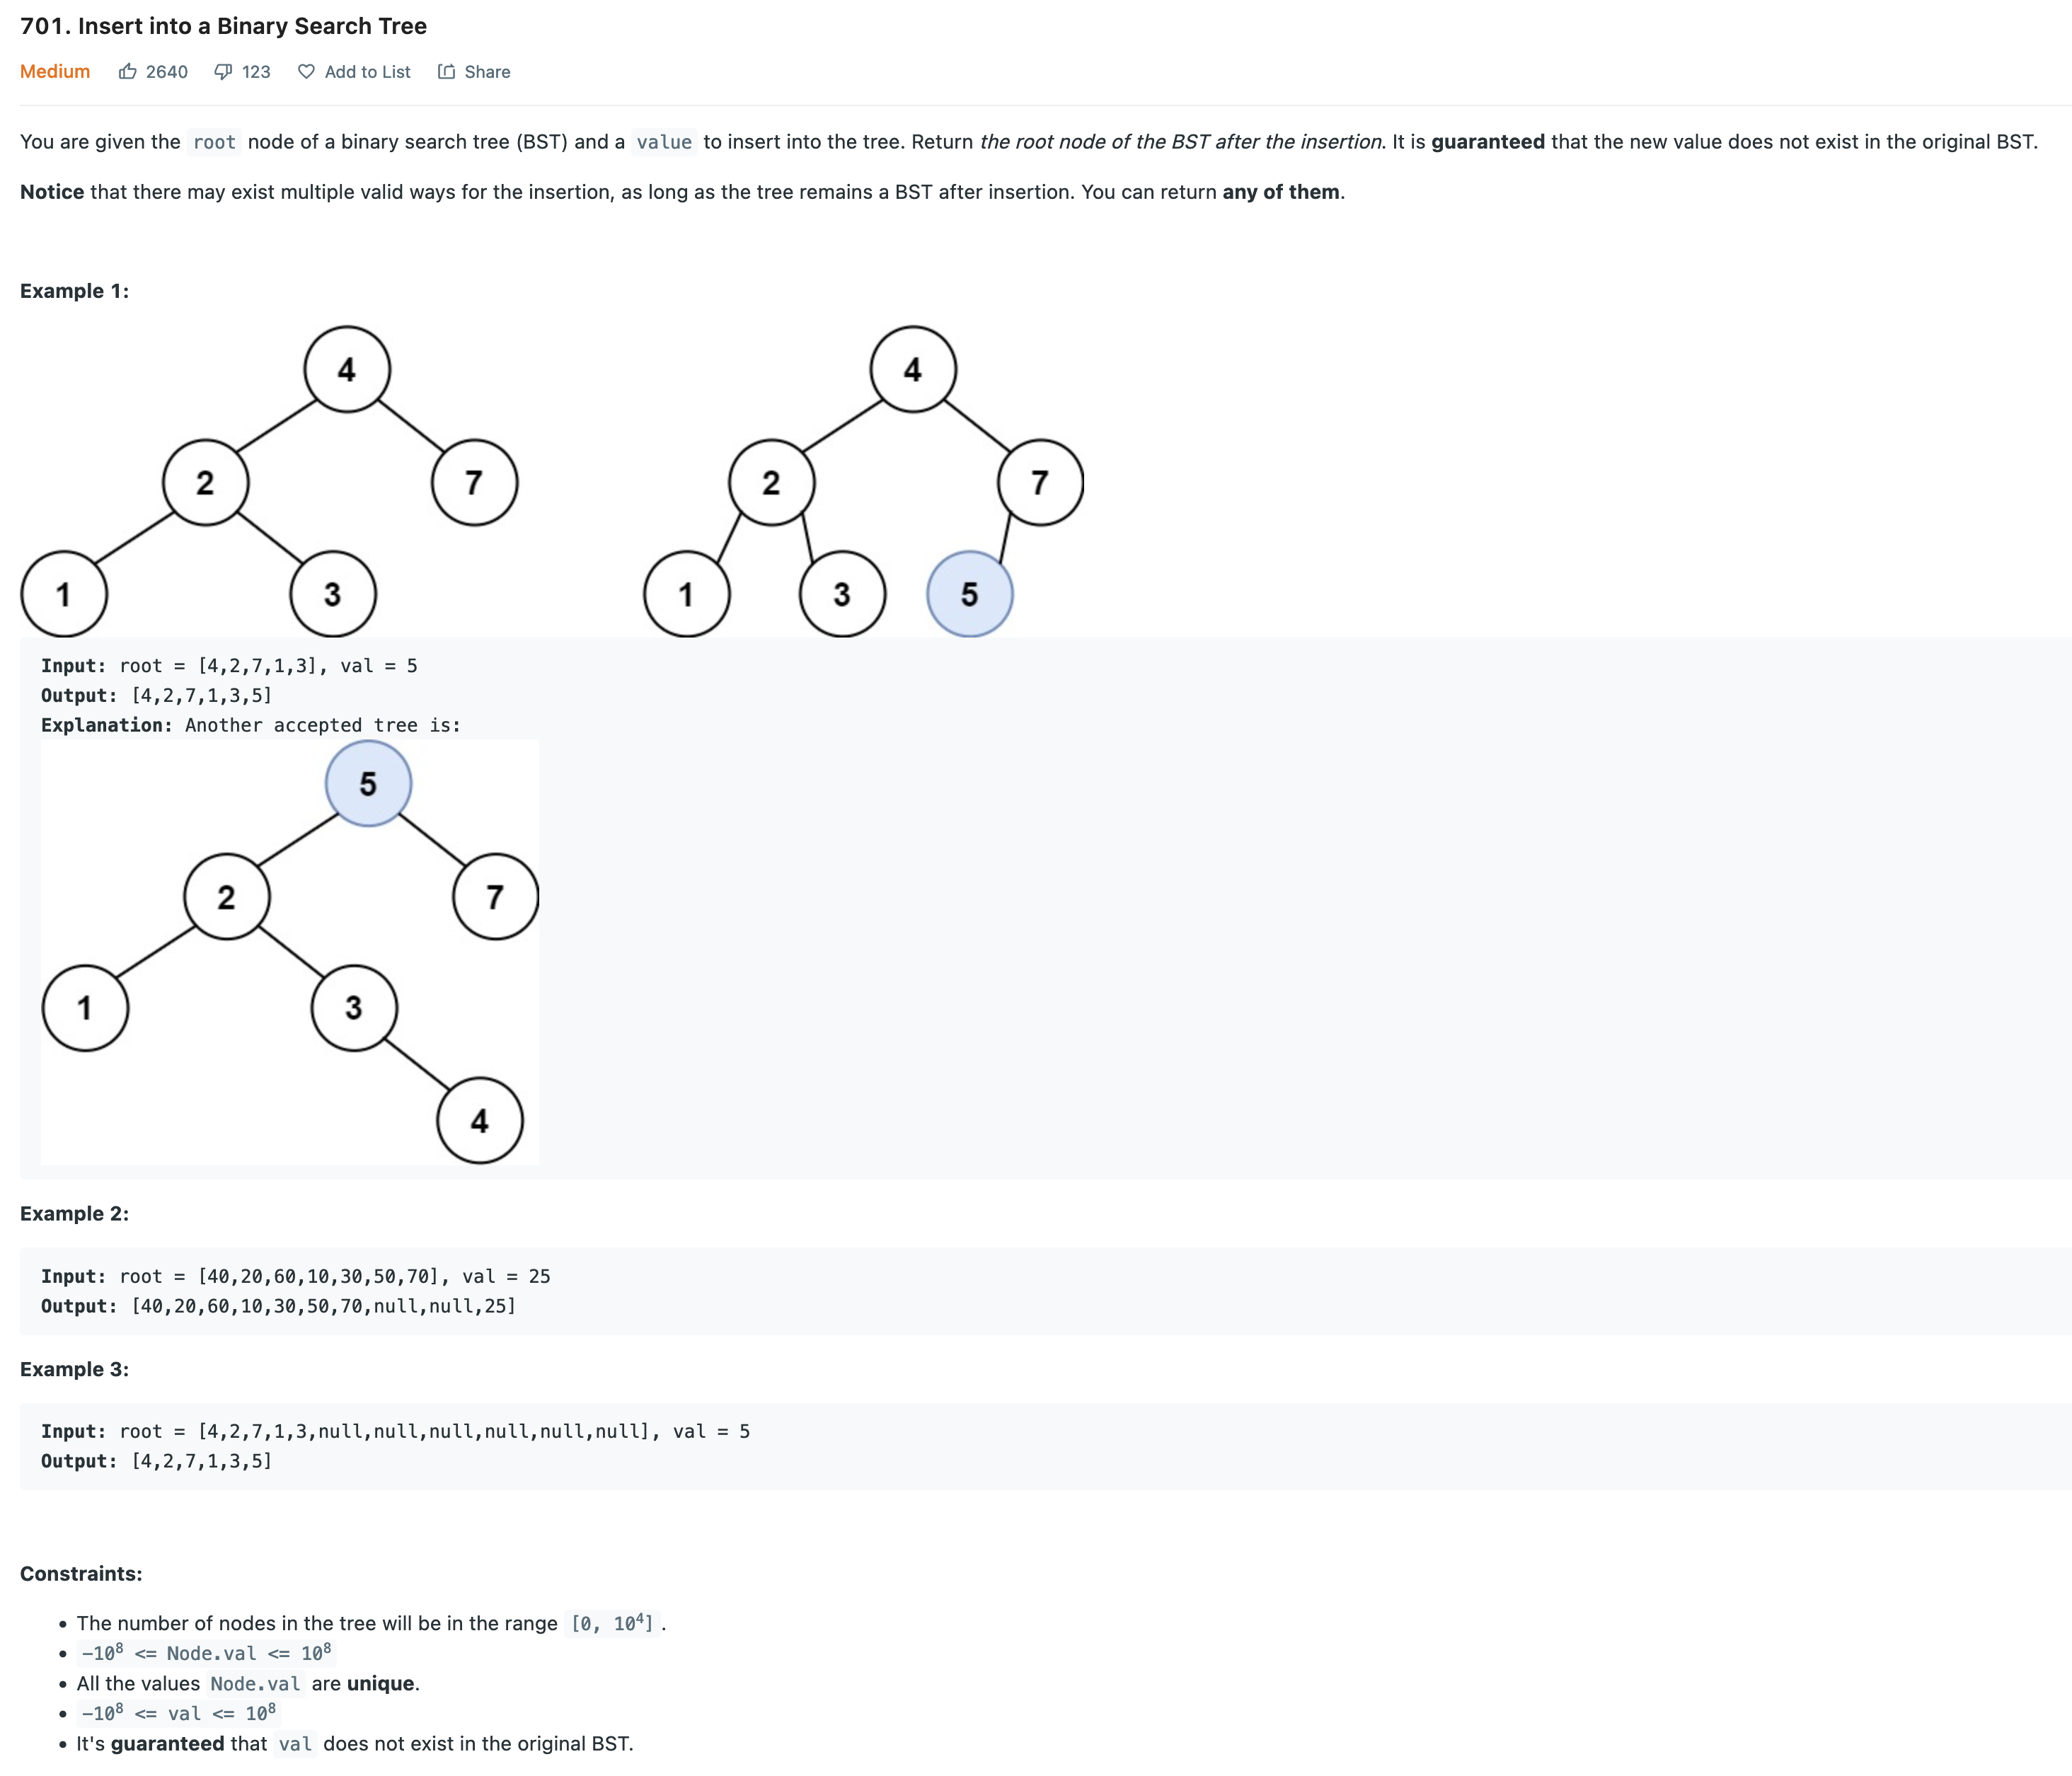 701. Insert into a Binary Search Tree
Medium 2640 123 Add to List Share
You are given the root node of a binary search tree (BST) and a value to insert into the tree. Return the root node of the BST after the insertion. It is guaranteed that the new value does not exist in the original BST.
Notice that there may exist multiple valid ways for the insertion, as long as the tree remains a BST after insertion. You can return any of them.
Example 1:
4 4
2 7 2 7
1 3 1 3 5
Input: root = [4,2,7,1,3], val = 5
Output: [4,2,7,1,3,5]
Explanation: Another accepted tree is:
5
2 7
1 3
4
Example 2:
Input: root = [40,20,60,10,30,50,70], val = 25
Output: [40,20,60,10,30,50,70,null,null,25]
Example 3:
Input: root = [4,2,7,1,3,null,null,null,null,null,null], val = 5
Output: [4,2,7,1,3,5]
Constraints:
• The number of nodes in the tree will be in the range [0, 10⁴].
• -10⁸ <= Node.val <= 10⁸
• All the values Node.val are unique.
• -10⁸ <= val <= 10⁸
• It's guaranteed that val does not exist in the original BST.